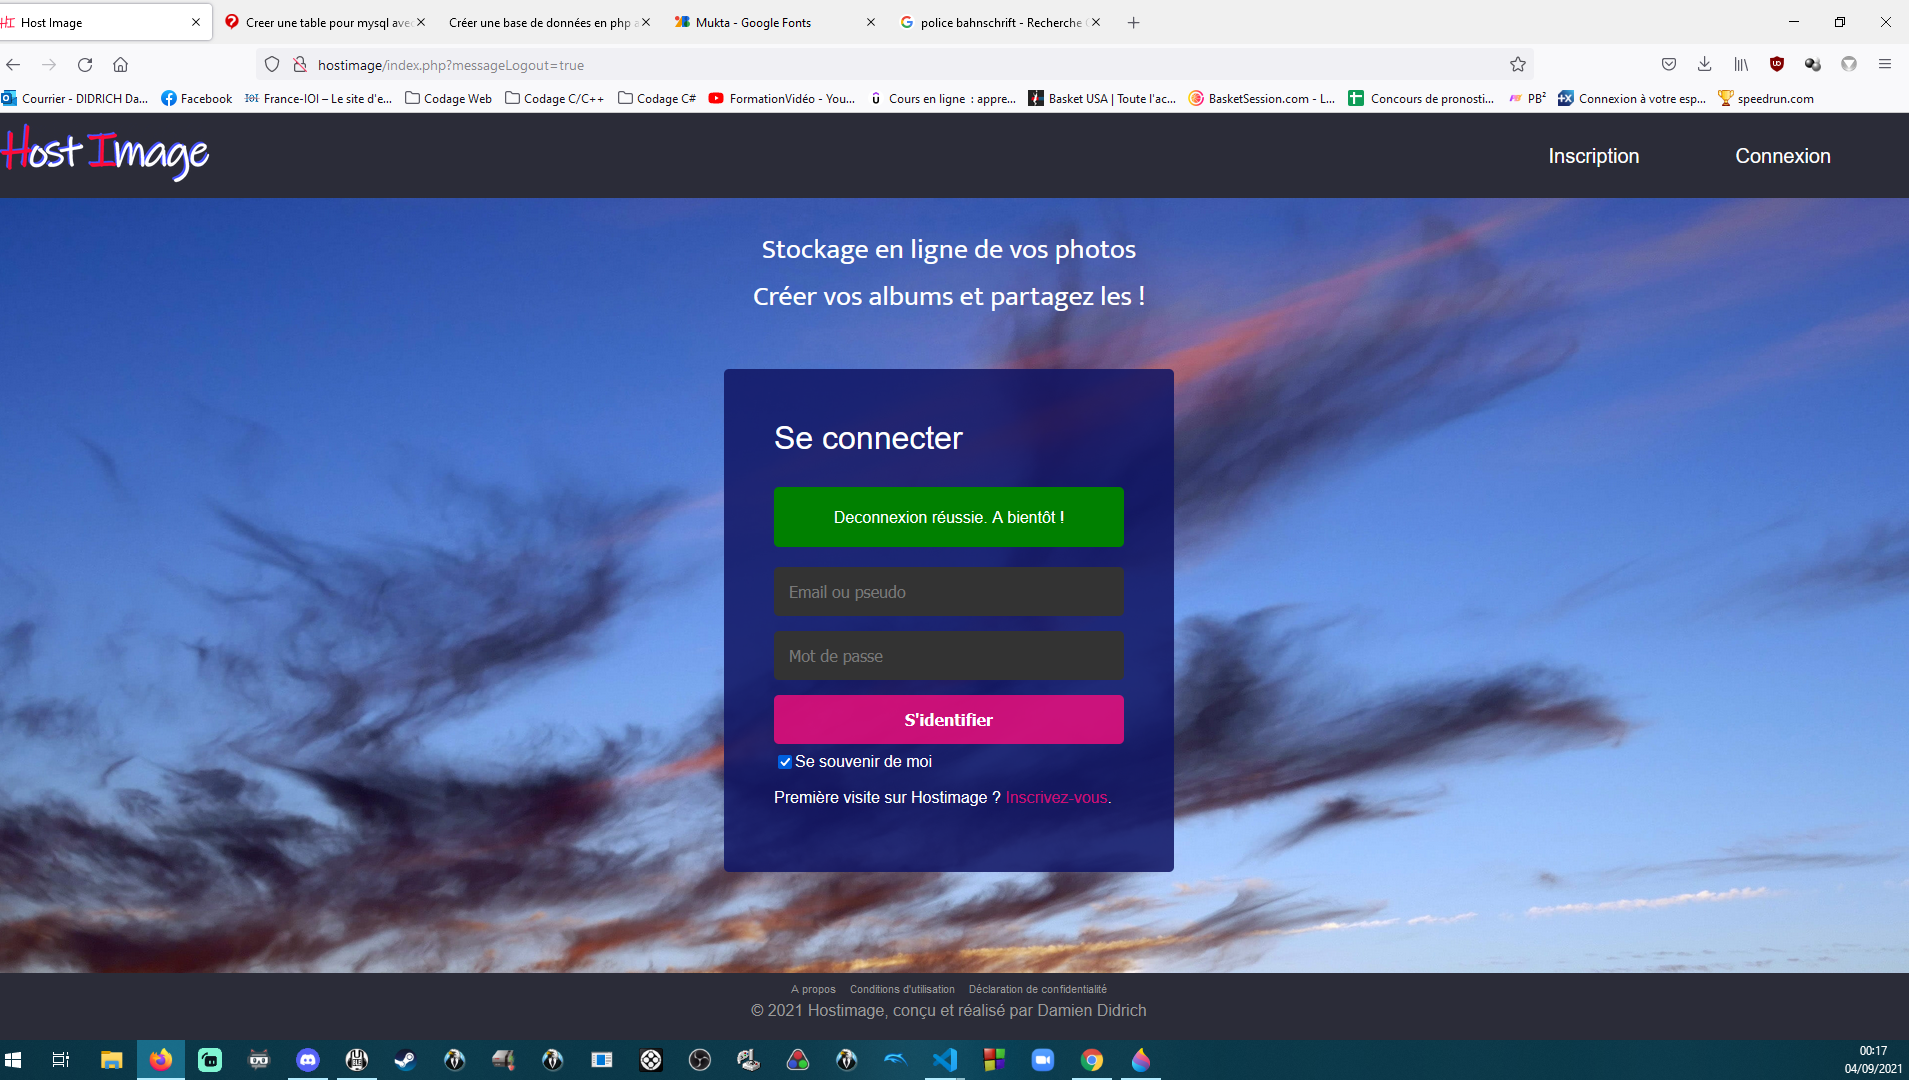 Host Image
Creer une table pour mysql ave
Créer une base de données en php a
Mukta - Google Fonts
police bahnschrift - Recherche
hostimage/index.php?messageLogout=true
Courrier - DIDRICH Da...
Facebook
France-IOI – Le site d'e...
Codage Web
Codage C/C++
Codage C#
FormationVidéo - You...
Cours en ligne : appre...
Basket USA | Toute l'ac...
BasketSession.com - L...
Concours de pronosti...
PB²
Connexion à votre esp...
speedrun.com
Host Image
Inscription
Connexion
Stockage en ligne de vos photos
Créer vos albums et partagez les !
Se connecter
Deconnexion réussie. A bientôt !
Email ou pseudo
Mot de passe
S'identifier
Se souvenir de moi
Première visite sur Hostimage ? Inscrivez-vous.
A propos
Conditions d'utilisation
Déclaration de confidentialité
© 2021 Hostimage, conçu et réalisé par Damien Didrich
00:17
04/09/2021